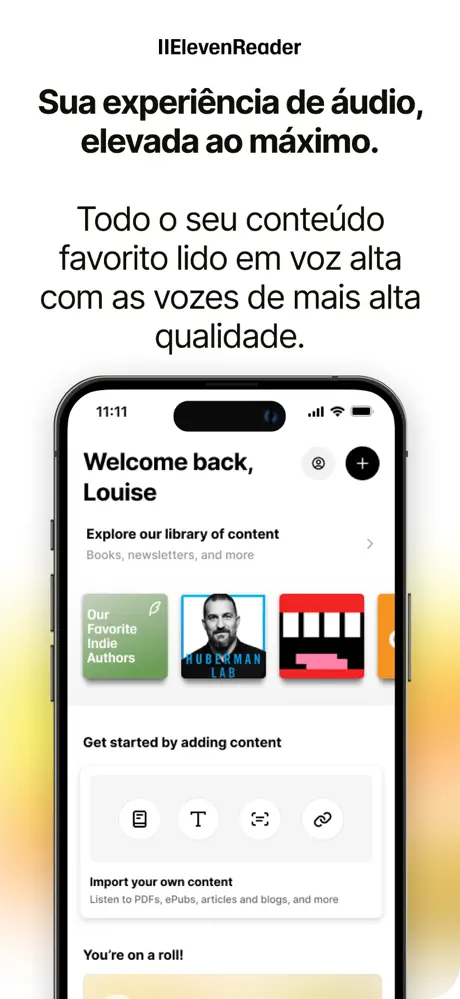 IIElevenReader
Sua experiência de áudio,
elevada ao máximo.
Todo o seu conteúdo
favorito lido em voz alta
com as vozes de mais alta
qualidade.
11:11
Welcome back,
Louise
Explore our library of content
Books, newsletters, and more
Our
Favorite
Indie
Authors
HUBERMAN
LAB
Get started by adding content
T
Import your own content
Listen to PDFs, ePubs, articles and blogs, and more
You’re on a roll!